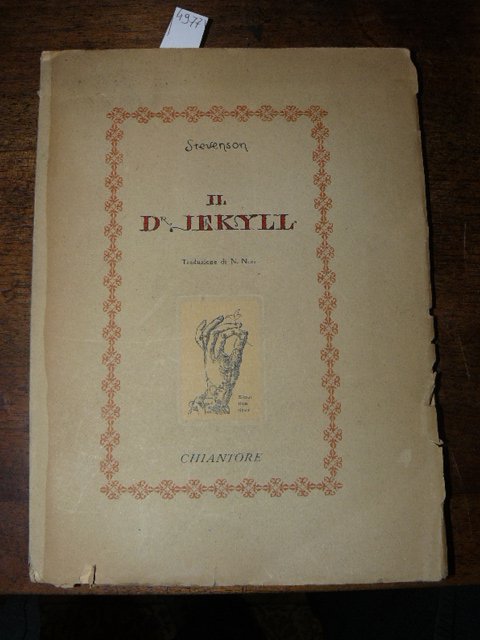 4977
Stevenson
IL
DR JEKYLL
Traduzione di N.
CHIANTORE